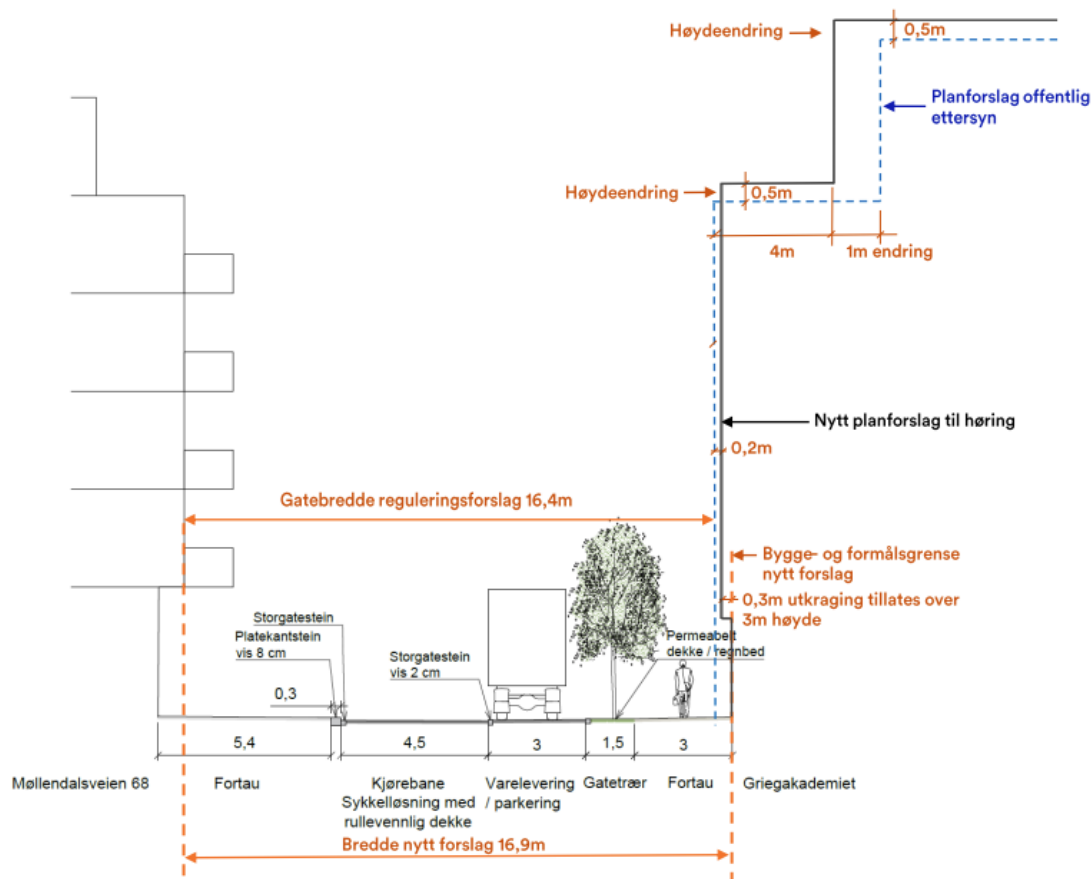 Høydeendring
0,5m
Planforslag offentlig
ettersyn
Høydeendring
0,5m
4m
1m endring
Nytt planforslag til høring
0,2m
Gatebredde reguleringsforslag 16,4m
Bygge- og formålsgrense
nytt forslag
0,3m utkraging tillates over
3m høyde
Storgatestein
Platekantstein
vis 8 cm
Storgatestein
vis 2 cm
Permeabelt
dekke / regnbed
0,3
5,4
4,5
3
1,5
3
Møllendalsveien 68
Fortau
Kjørebane
Sykkelløsning med
rullevennlig dekke
Varelevering
/ parkering
Gatetrær
Fortau
Griegakademiet
Bredde nytt forslag 16,9m